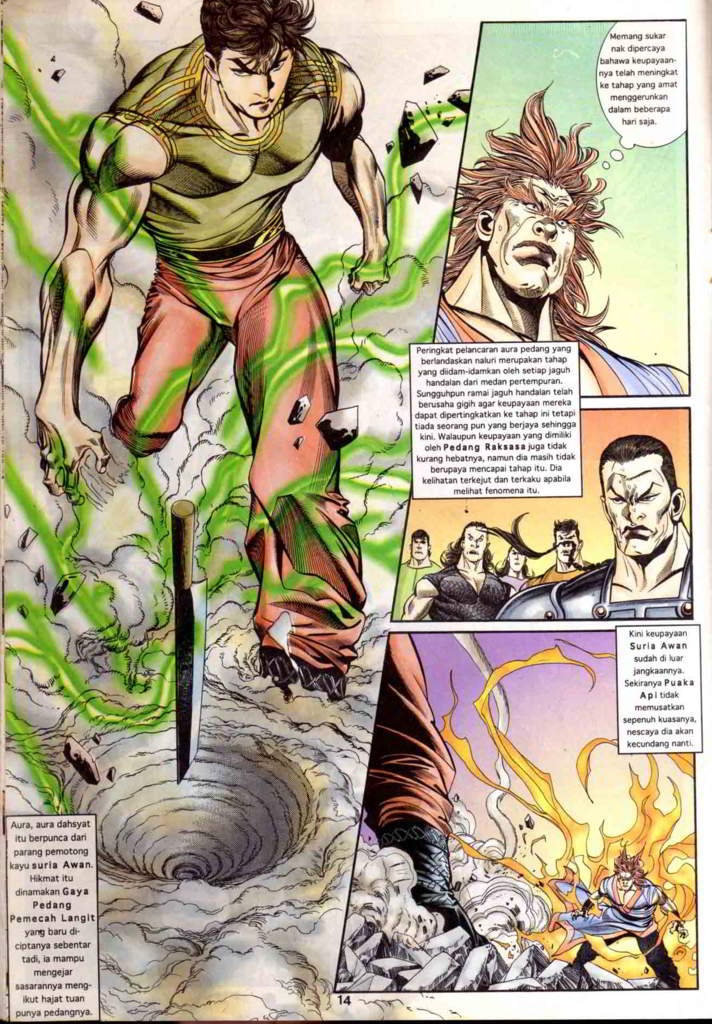 Memang sukar
nak dipercaya
bahawa keupayaan-
nya telah meningkat
ke tahap yang amat
menggerunkan
dalam beberapa
hari saja.
Peringkat pelancaran aura pedang yang
berlandaskan naluri merupakan tahap
yang diidam-idamkan oleh setiap jaguh
handalan dari medan pertempuran.
Sungguhpun ramai jaguh handalan telah
berusaha gigih agar keupayaan mereka
dapat dipertingkatkan ke tahap ini tetapi
tiada seorang pun yang berjaya sehingga
kini. Walaupun keupayaan yang dimiliki
oleh Pedang Raksasa juga tidak
kurang hebatnya, namun dia masih tidak
berupaya mencapai tahap itu. Dia
kelihatan terkejut dan terkaku apabila
melihat fenomena itu.
Kini keupayaan
Suria Awan
sudah di luar
jangkaannya.
Sekiranya Puaka
Api tidak
memusatkan
sepenuh kuasanya,
nescaya dia akan
kecundang nanti.
Aura, aura dahsyat
itu berpunca dari
parang pemotong
kayu suria Awan.
Hikmat itu
dinamakan Gaya
Pedang
Pemecah Langit
yang baru di-
ciptanya sebentar
tadi, ia mampu
mengejar
sasarannya meng-
ikut hajat tuan
punya pedangnya.
14